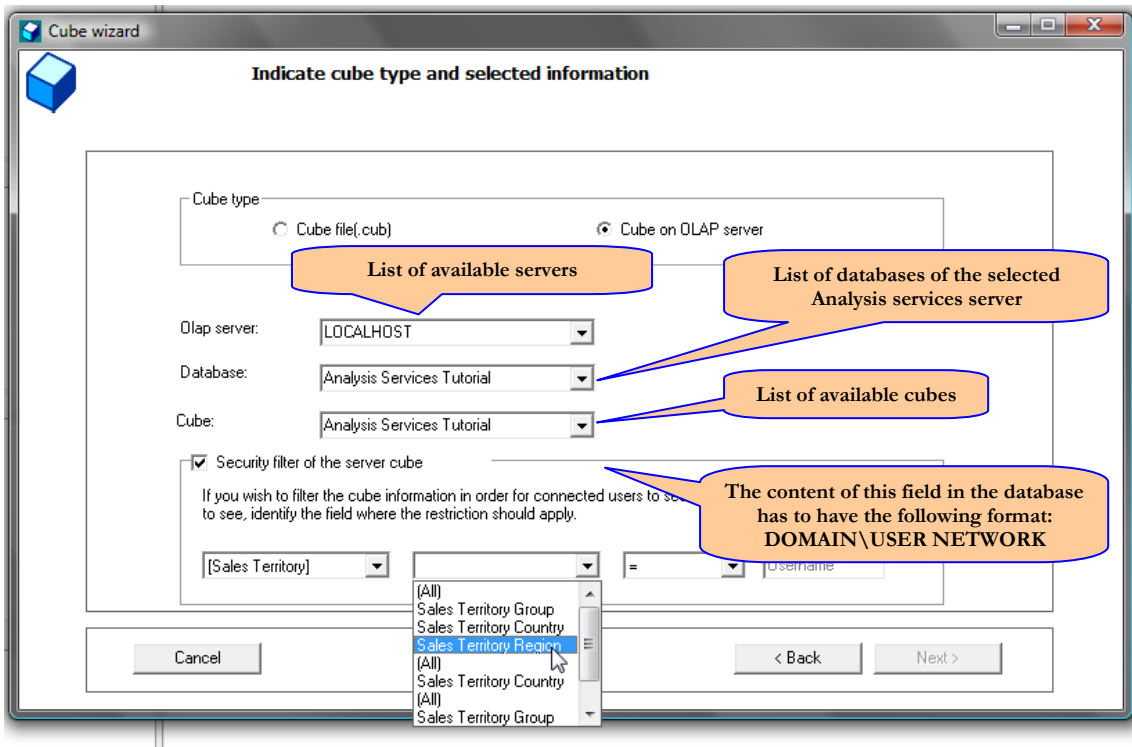 Cube wizard
Indicate cube type and selected information
Cube type
Cube file(.cub)
Cube on OLAP server
List of available servers
List of databases of the selected
Analysis services server
Olap server:
LOCALHOST
Database:
Analysis Services Tutorial
List of available cubes
Cube:
Analysis Services Tutorial
Security filter of the server cube
If you wish to filter the cube information in order for connected users to
to see, identify the field where the restriction should apply.
The content of this field in the database
has to have the following format:
DOMAIN\USER NETWORK
[Sales Territory]
=
Username
(All)
Sales Territory Group
Sales Territory Country
Sales Territory Region
(All)
Sales Territory Country
(All)
Sales Territory Group
Cancel
< Back
Next >